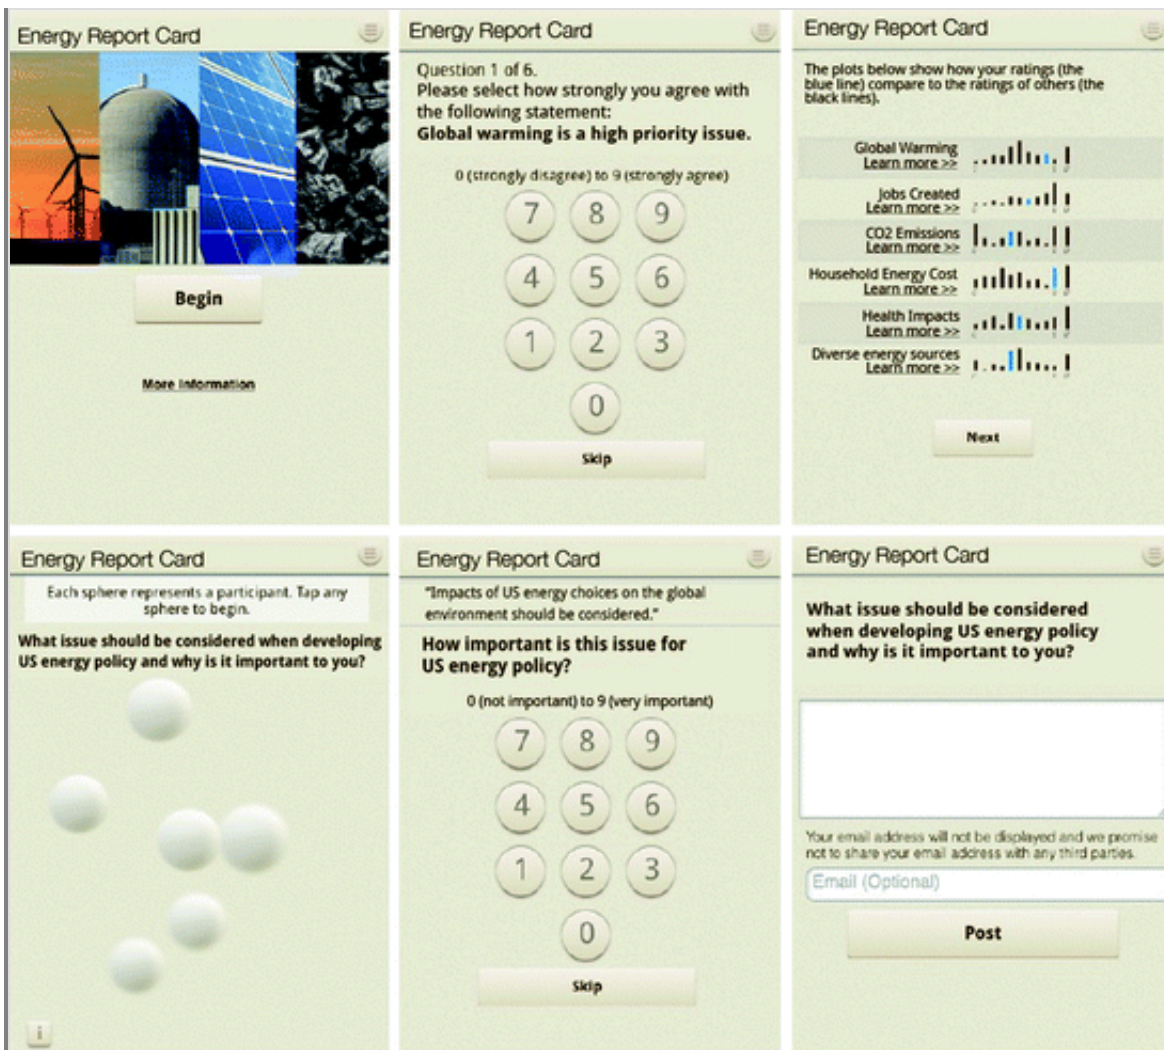 Energy Report Card
Begin
More Information
Energy Report Card
Question 1 of 6.
Please select how strongly you agree with
the following statement:
Global warming is a high priority issue.
0 (strongly disagree) to 9 (strongly agree)
7 8 9
4 5 6
1 2 3
0
Skip
Energy Report Card
The plots below show how your ratings (the
blue line) compare to the ratings of others (the
black lines).
Global Warming
Learn more >>
Jobs Created
Learn more >>
CO2 Emissions
Learn more >>
Household Energy Cost
Learn more >>
Health Impacts
Learn more >>
Diverse energy sources
Learn more >>
Next
Energy Report Card
Each sphere represents a participant. Tap any
sphere to begin.
What issue should be considered when developing
US energy policy and why is it important to you?
i
Energy Report Card
"Impacts of US energy choices on the global
environment should be considered."
How important is this issue for
US energy policy?
0 (not important) to 9 (very important)
7 8 9
4 5 6
1 2 3
0
Skip
Energy Report Card
What issue should be considered
when developing US energy policy
and why is it important to you?
Your email address will not be displayed and we promise
not to share your email address with any third parties.
Email (Optional)
Post